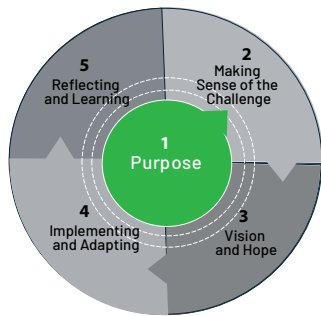 1
Purpose
2
Making
Sense of the
Challenge
3
Vision
and Hope
4
Implementing
and Adapting
5
Reflecting
and Learning